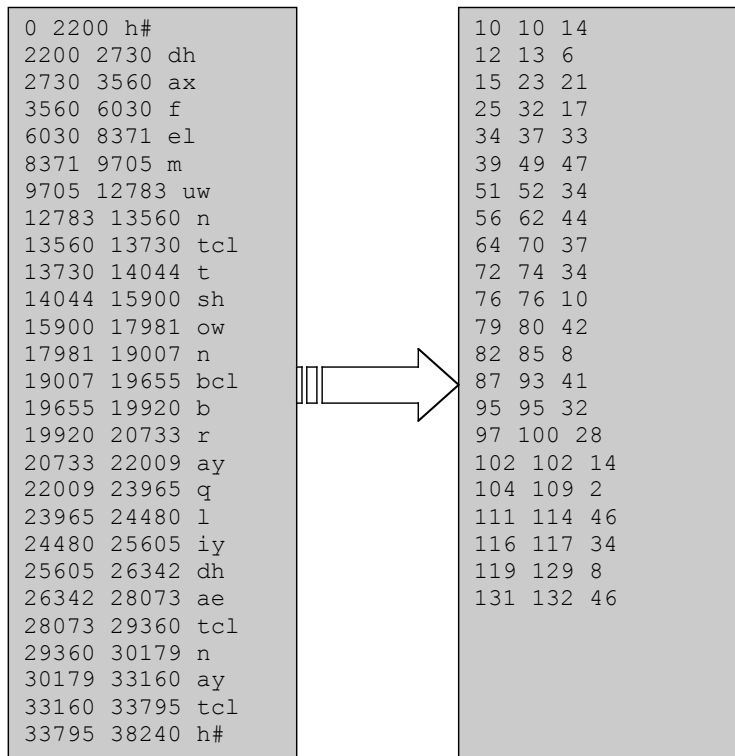 0 2200 h#
2200 2730 dh
2730 3560 ax
3560 6030 f
6030 8371 el
8371 9705 m
9705 12783 uw
12783 13560 n
13560 13730 tcl
13730 14044 t
14044 15900 sh
15900 17981 ow
17981 19007 n
19007 19655 bcl
19655 19920 b
19920 20733 r
20733 22009 ay
22009 23965 q
23965 24480 l
24480 25605 iy
25605 26342 dh
26342 28073 ae
28073 29360 tcl
29360 30179 n
30179 33160 ay
33160 33795 tcl
33795 38240 h#
10 10 14
12 13 6
15 23 21
25 32 17
34 37 33
39 49 47
51 52 34
56 62 44
64 70 37
72 74 34
76 76 10
79 80 42
82 85 8
87 93 41
95 95 32
97 100 28
102 102 14
104 109 2
111 114 46
116 117 34
119 129 8
131 132 46